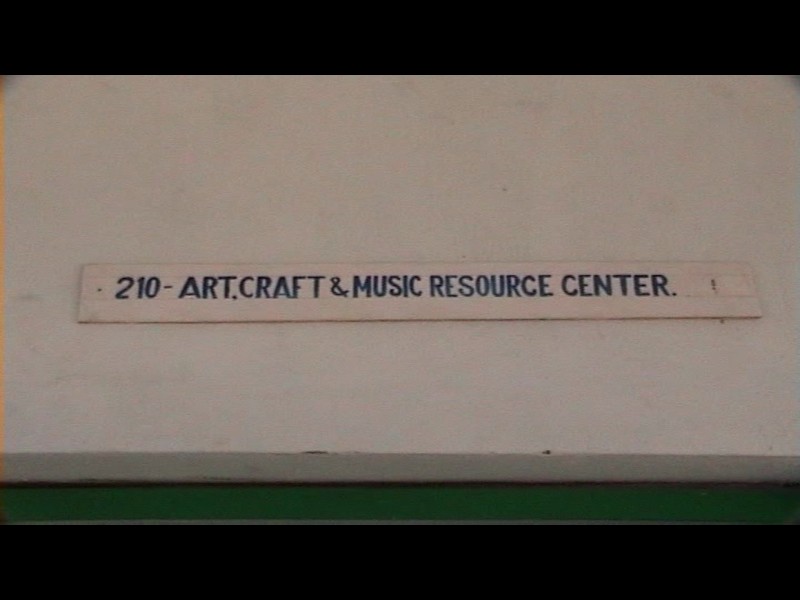 210- ART,CRAFT & MUSIC RESOURCE CENTER.